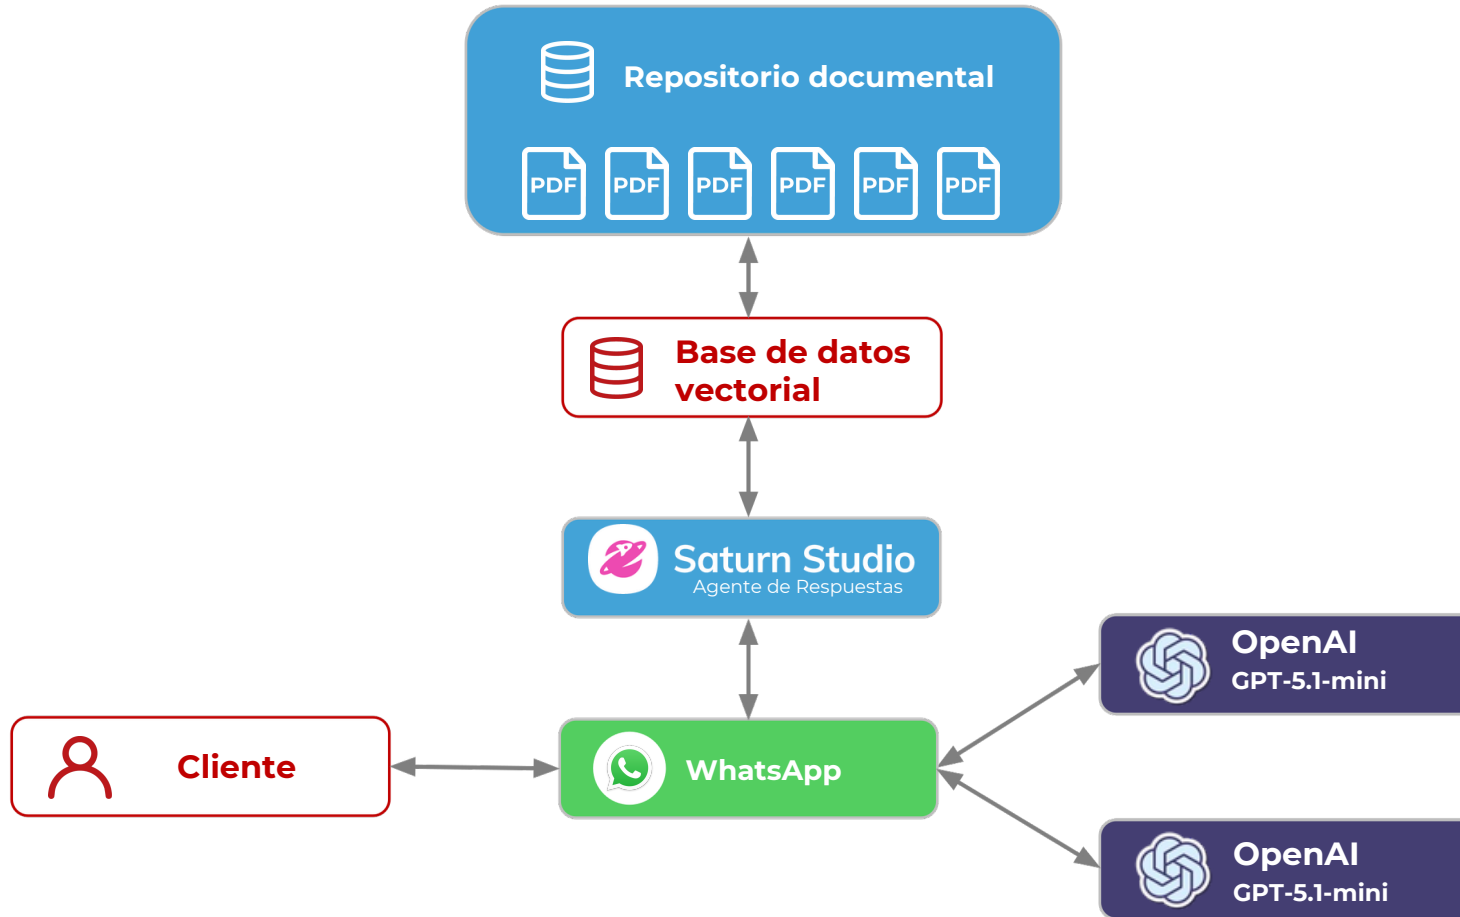 Repositorio documental
PDF PDF PDF PDF PDF PDF
Base de datos
vectorial
Saturn Studio
Agente de Respuestas
OpenAI
GPT-5.1-mini
Cliente
WhatsApp
OpenAI
GPT-5.1-mini